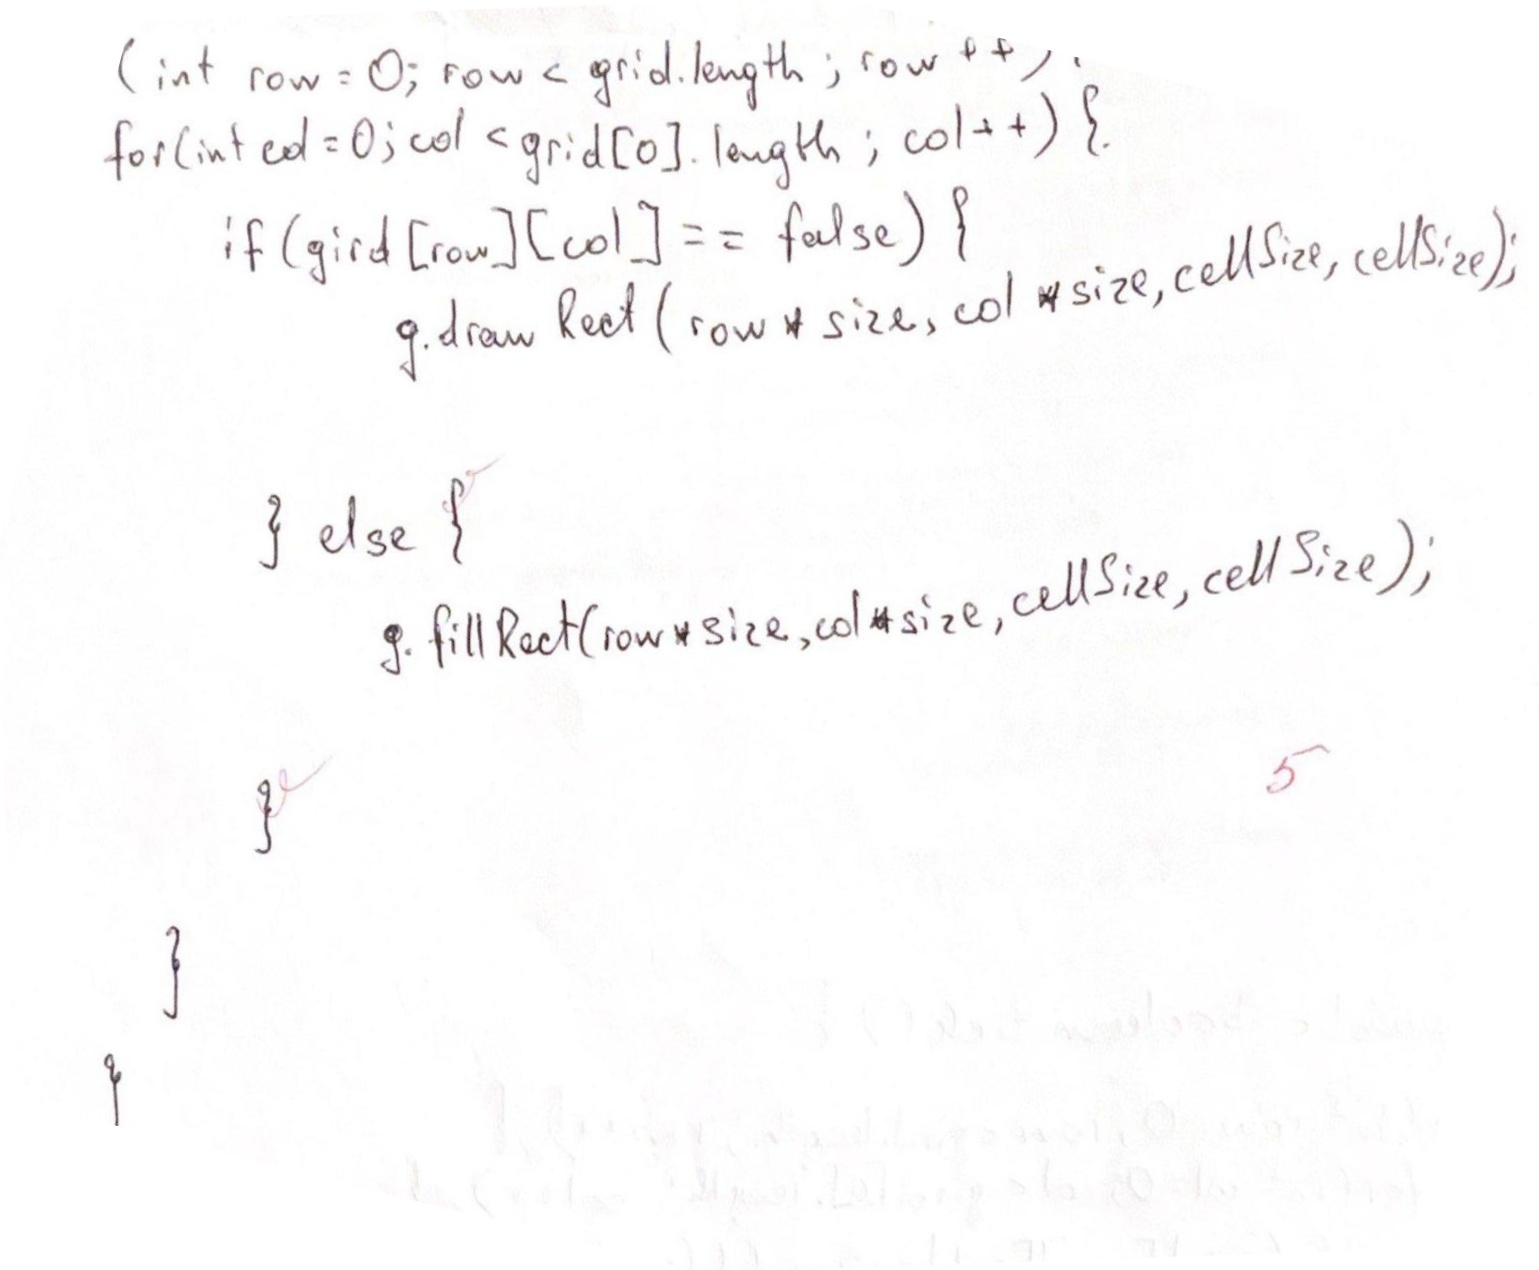 (int row = 0; row < grid.length; row ++)
for(int col = 0; col < grid[0].length; col++) {
if (gird [row][col] == false) {
g.draw Rect ( row * size, col * size, cellSize, cellSize);
} else {
g. fill Rect(row * size, col * size, cellSize, cellSize);
}
5
}
}